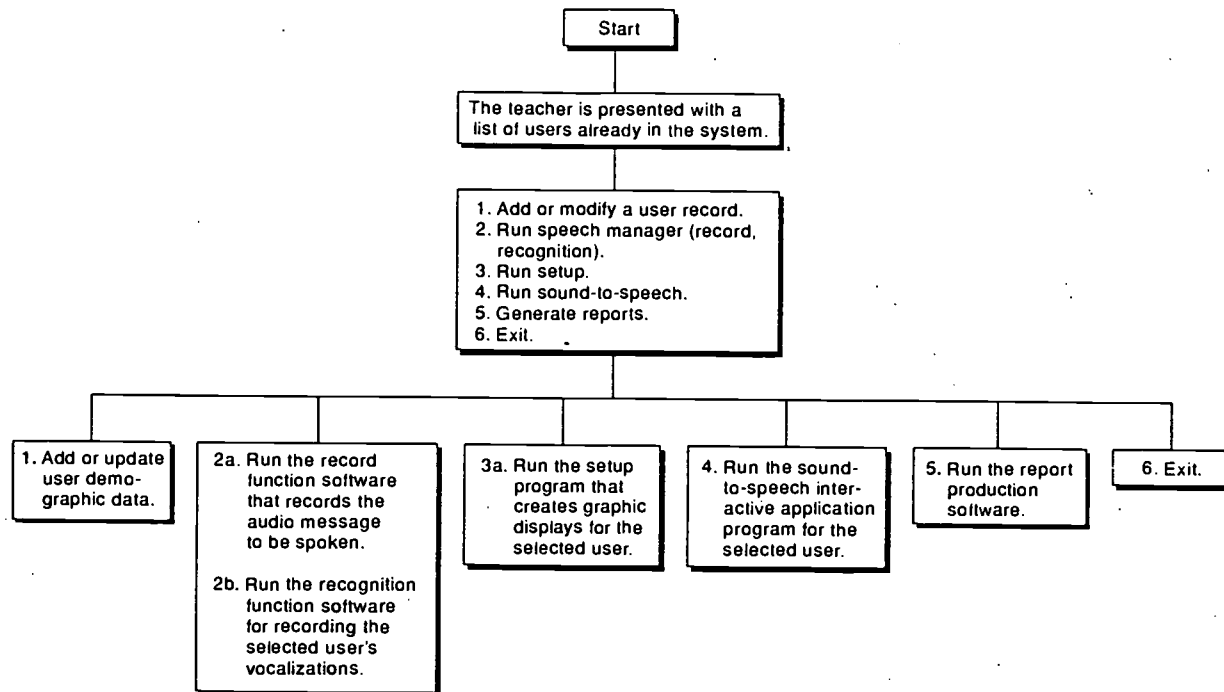 Start
The teacher is presented with a
list of users already in the system.
1. Add or modify a user record.
2. Run speech manager (record,
recognition).
3. Run setup.
4. Run sound-to-speech.
5. Generate reports.
6. Exit.
1. Add or update
user demo-
graphic data.
2a. Run the record
function software
that records the
audio message
to be spoken.
2b. Run the recognition
function software
for recording the
selected user's
vocalizations.
3a. Run the setup
program that
creates graphic
displays for the
selected user.
4. Run the sound-
to-speech inter-
active application
program for the
selected user.
5. Run the report
production
software.
6. Exit.